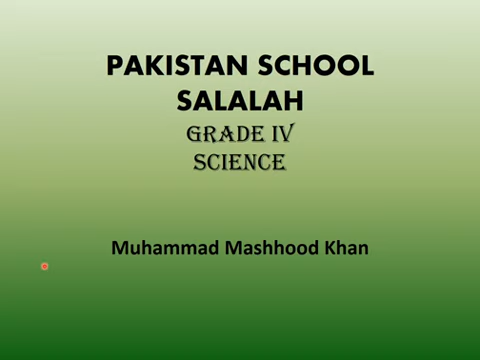 PAKISTAN SCHOOL
SALALAH
GRADE IV
SCIENCE
Muhammad Mashhood Khan